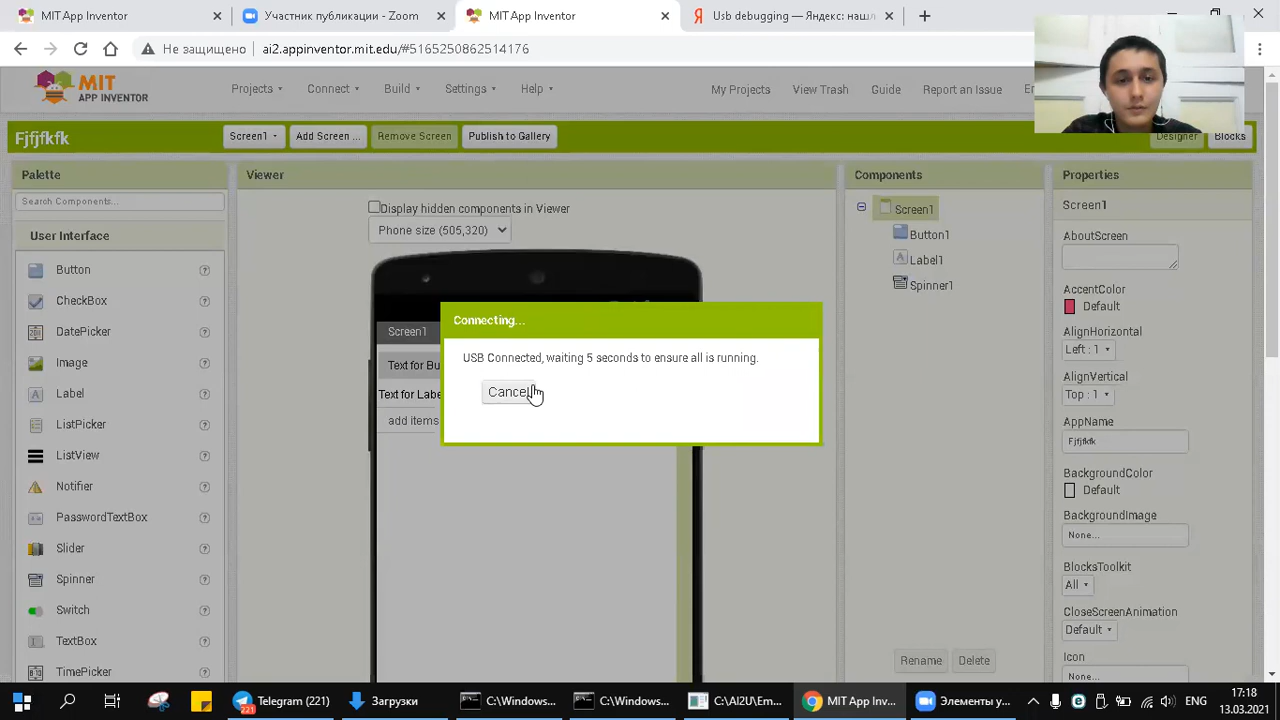 MIT App Inventor
Участник публикации - Zoom
MIT App Inventor
Usb debugging — Яндекс: наш
Не защищено
ai2.appinventor.mit.edu/#5165250862514176
MIT
APP INVENTOR
Projects
Connect
Build
Settings
Help
My Projects
View Trash
Guide
Report an Issue
Fjfjfkfk
Screen1
Add Screen ...
Remove Screen
Publish to Gallery
Designer
Blocks
Palette
Viewer
Components
Properties
Search Components...
User Interface
Button
CheckBox
DatePicker
Image
Label
ListPicker
ListView
Notifier
PasswordTextBox
Slider
Spinner
Switch
TextBox
TimePicker
Display hidden components in Viewer
Phone size (505,320)
Screen1
Text for Bu
Text for Labe
add items
Connecting...
USB Connected, waiting 5 seconds to ensure all is running.
Cancel
Screen1
Button1
Label1
Spinner1
Rename
Delete
Screen1
AboutScreen
AccentColor
Default
AlignHorizontal
Left : 1
AlignVertical
Top : 1
AppName
Fjfjfkfk
BackgroundColor
Default
BackgroundImage
None...
BlocksToolkit
All
CloseScreenAnimation
Default
Icon
None...
Telegram (221)
Загрузки
C:\Windows...
C:\Windows...
C:\AI2U\Em...
MIT App Inv...
Элементы у...
ENG
17:18
13.03.2021